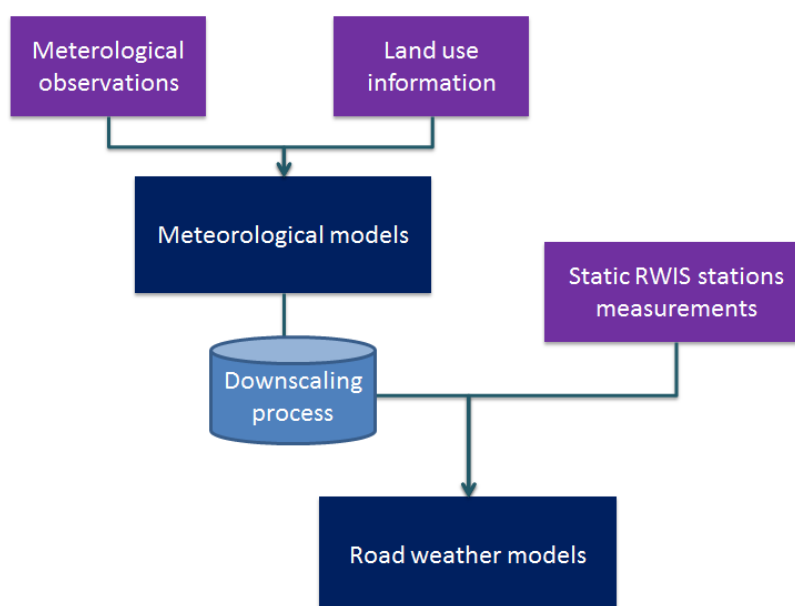 Meterological
observations
Land use
information
Meteorological models
Static RWIS stations
measurements
Downscaling
process
Road weather models